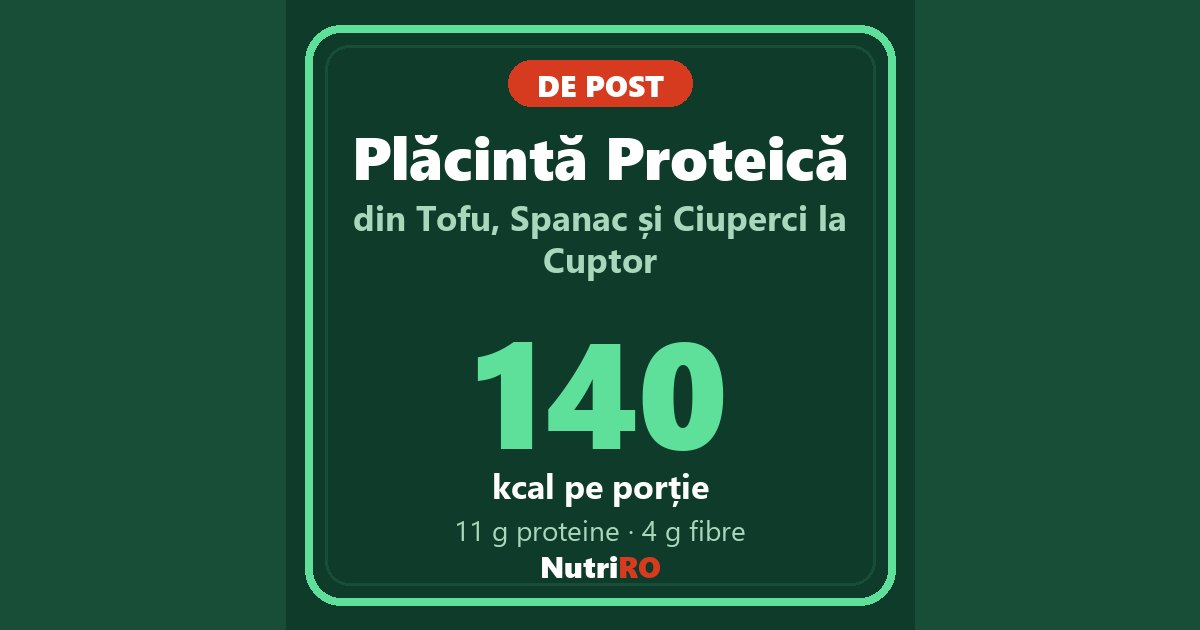 DE POST
Plăcintă Proteică
din Tofu, Spanac și Ciuperci la
Cuptor
140
kcal pe porție
11 g proteine · 4 g fibre
NutriRO